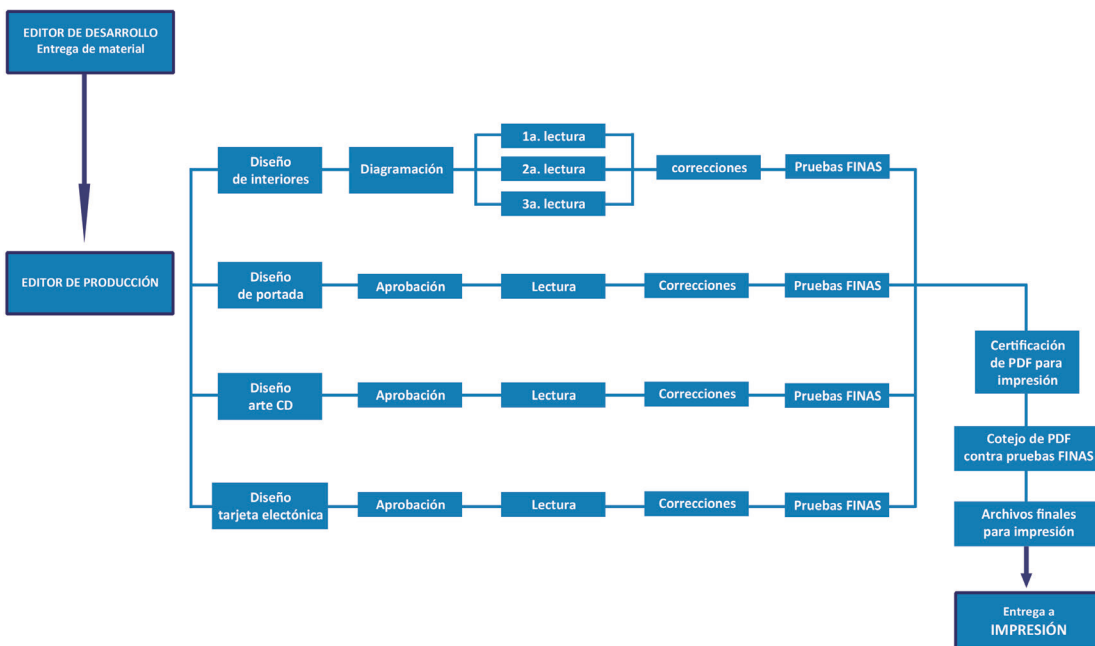 EDITOR DE DESARROLLO
Entrega de material
EDITOR DE PRODUCCIÓN
Diseño
de interiores
Diagramación
1a. lectura
2a. lectura
3a. lectura
correcciones
Pruebas FINAS
Diseño
de portada
Aprobación
Lectura
Correcciones
Pruebas FINAS
Diseño
arte CD
Aprobación
Lectura
Correcciones
Pruebas FINAS
Diseño
tarjeta electónica
Aprobación
Lectura
Correcciones
Pruebas FINAS
Certificación
de PDF para
impresión
Cotejo de PDF
contra pruebas FINAS
Archivos finales
para impresión
Entrega a
IMPRESIÓN